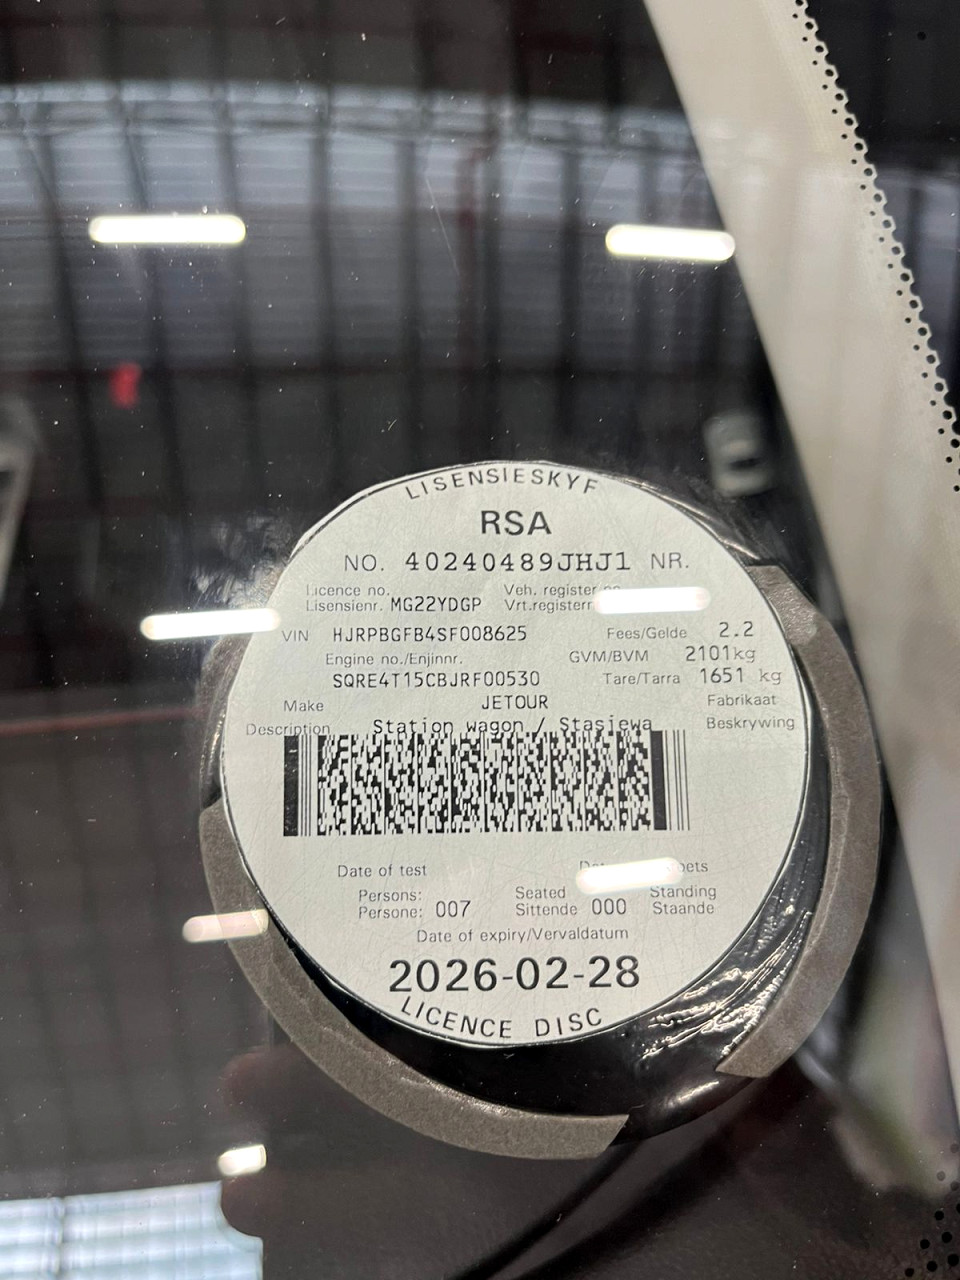 LISENSIESKYF
RSA
NO. 40240489JHJ1 NR.
Licence no. Veh. register
Lisensienr. MG22YDGP Vrt.registern
VIN HJRPBGFB4SF008625 Fees/Gelde 2.2
Engine no./Enjinnr. GVM/BVM 2101kg
SQRE4T15CBJRF00530 Tare/Tarra 1651 kg
Make JETOUR Fabrikaat
Description Station wagon / Stasiewa Beskrywing
Date of test
Persons: Seated Standing
Persone: 007 Sittende 000 Staande
Date of expiry/Vervaldatum
2026-02-28
LICENCE DISC